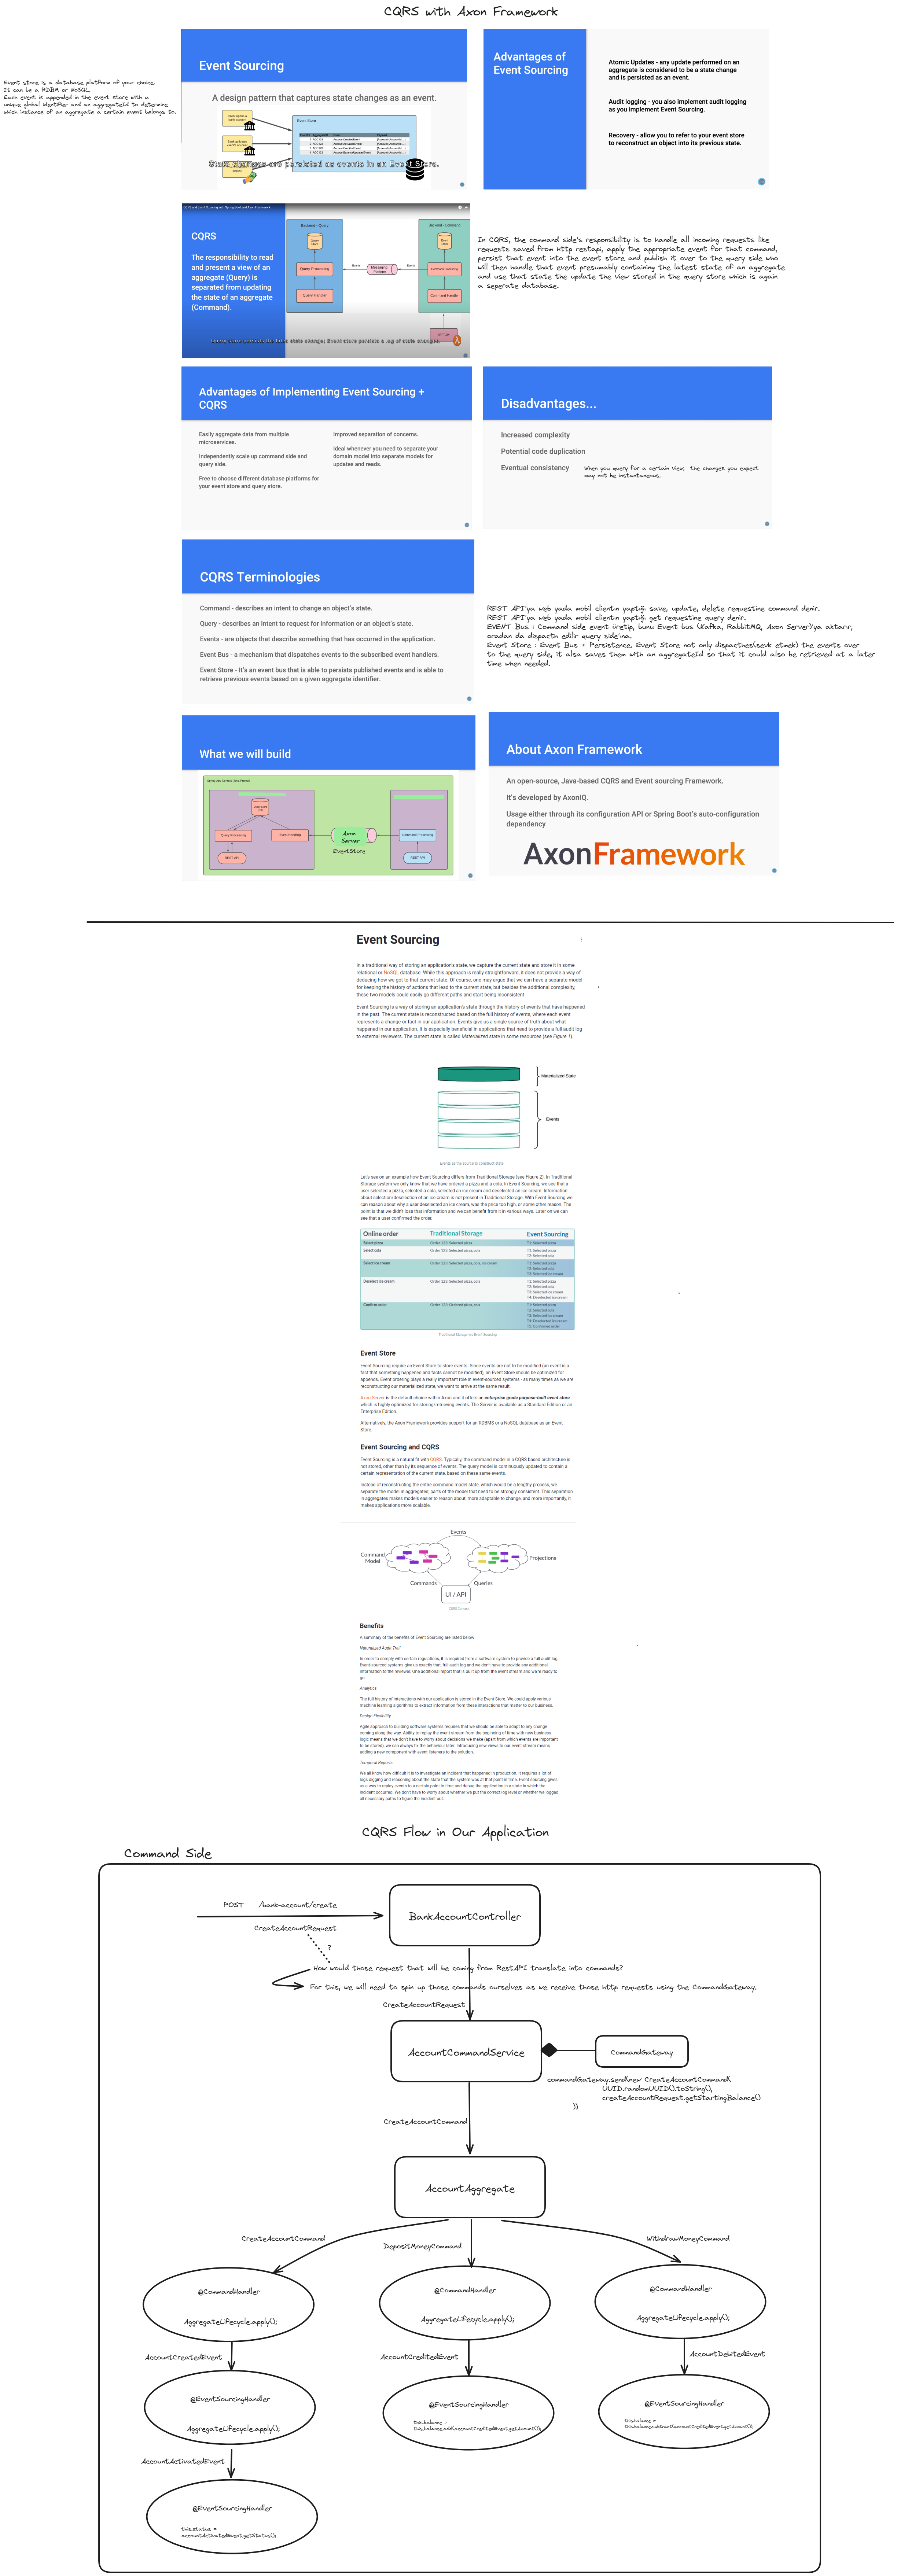 CQRS with Axon Framework
Event store is a database platform of your choice.
It can be a RDBM or NoSQL.
Each event is appended in the event store with a
unique global identifier and an aggregateId to determine
which instance of an aggregate a certain event belongs to.
Event Sourcing
A design pattern that captures state changes as an event.
Event Store
State changes are persisted as events in an Event Store.
Advantages of
Event Sourcing
Atomic Updates - any update performed on an
aggregate is considered to be a state change
and is persisted as an event.
Audit logging - you also implement audit logging
as you implement Event Sourcing.
Recovery - allow you to refer to your event store
to reconstruct an object into its previous state.
CQRS and Event Sourcing with Spring Boot and Axon Framework
CQRS
The responsibility to read
and present a view of an
aggregate (Query) is
separated from updating
the state of an aggregate
(Command).
Backend - Query
Backend - Command
Query Processing
Events
Messaging
Platform
Events
Command Processing
Query Handler
Command Handler
In CQRS, the command side's responsibility is to handle all incoming requests like
requests saved from http restapi, apply the appropriate event for that command,
persist that event into the event store and publish it over to the query side who
will then handle that event presumably containing the latest state of an aggregate
and use that state the update the view stored in the query store which is again
a seperate database.
Advantages of Implementing Event Sourcing +
CQRS
Easily aggregate data from multiple
microservices.
Independently scale up command side and
query side.
Free to choose different database platforms for
your event store and query store.
Improved separation of concerns.
Ideal whenever you need to separate your
domain model into separate models for
updates and reads.
Disadvantages...
Increased complexity
Potential code duplication
Eventual consistency
When you query for a certain view, the changes you expect
may not be instantaneous.
CQRS Terminologies
Command - describes an intent to change an object's state.
Query - describes an intent to request for information or an object's state.
Events - are objects that describe something that has occurred in the application.
Event Bus - a mechanism that dispatches events to the subscribed event handlers.
Event Store - It's an event bus that is able to persists published events and is able to
retrieve previous events based on a given aggregate identifier.
REST API'ya web yada mobil clientın yaptığı save, update, delete requestine command denir.
REST API'ya web yada mobil clientın yaptığı get requestine query denir.
EVENT Bus : Command side event üretip, bunu Event bus (Kafka, RabbitMQ, Axon Server)'ya aktarır,
oradan da dispacth edilir query side'ına.
Event Store : Event Bus + Persistence. Event Store not only dispacthes(sevk etmek) the events over
to the query side, it also saves them with an aggregateId so that it could also be retrieved at a later
time when needed.
What we will build
Query Processing
Event Handling
Axon
Server
EventStore
Command Processing
REST API
REST API
About Axon Framework
An open-source, Java-based CQRS and Event sourcing Framework.
It's developed by AxonIQ.
Usage either through its configuration API or Spring Boot's auto-configuration
dependency
AxonFramework
Event Sourcing
In a traditional way of storing an application's state, we capture the current state and store it in some
relational or NoSQL database. While this approach is really straightforward, it does not provide a way of
deducing how we got to that current state. Of course, one may argue that we can have a separate model
for keeping the history of actions that lead to the current state, but besides the additional complexity,
these two models could easily go different paths and start being inconsistent
Event Sourcing is a way of storing an application's state through the history of events that have happened
in the past. The current state is reconstructed based on the full history of events, where each event
represents a change or fact in our application. Events give us a single source of truth about what
happened in our application. It is especially beneficial in applications that need to provide a full audit log
to external reviewers. The current state is called Materialized state in some resources (see Figure 1).
Materialized State
Events
Events as the source to construct state.
Let's see on an example how Event Sourcing differs from Traditional Storage (see Figure 2). In Traditional
Storage system we only know that we have ordered a pizza and a cola. In Event Sourcing, we see that a
user selected a pizza, selected a cola, selected an ice cream and deselected an ice cream. Information
about selection/deselection of an ice cream is not present in Traditional Storage. With Event Sourcing we
can reason about why a user deselected an ice cream, was the price too high, or some other reason. The
point is that we didn't lose that information and we can benefit from it in various ways. Later on we can
see that a user confirmed the order.
Online order Traditional Storage Event Sourcing
Select pizza Order 123: Selected pizza T1: Selected pizza
Select cola Order 123: Selected pizza, cola T1: Selected pizza
T2: Selected cola
Select ice cream Order 123: Selected pizza, cola, ice cream T1: Selected pizza
T2: Selected cola
T3: Selected ice cream
Deselect ice cream Order 123: Selected pizza, cola T1: Selected pizza
T2: Selected cola
T3: Selected ice cream
T4: Deselected ice cream
Confirm order Order 123: Ordered pizza, cola T1: Selected pizza
T2: Selected cola
T3: Selected ice cream
T4: Deselected ice cream
T5: Confirmed order
Traditional Storage v.s Event Sourcing
Event Store
Event Sourcing require an Event Store to store events. Since events are not to be modified (an event is a
fact that something happened and facts cannot be modified), an Event Store should be optimized for
appends. Event ordering plays a really important role in event-sourced systems - as many times as we are
reconstructing our materialized state, we want to arrive at the same result.
Axon Server is the default choice within Axon and it offers an enterprise grade purpose-built event store
which is highly optimized for storing/retrieving events. The Server is available as a Standard Edition or an
Enterprise Edition.
Alternatively, the Axon Framework provides support for an RDBMS or a NoSQL database as an Event
Store.
Event Sourcing and CQRS
Event Sourcing is a natural fit with CQRS. Typically, the command model in a CQRS based architecture is
not stored, other than by its sequence of events. The query model is continuously updated to contain a
certain representation of the current state, based on these same events.
Instead of reconstructing the entire command model state, which would be a lengthy process, we
separate the model in aggregates; parts of the model that need to be strongly consistent. This separation
in aggregates makes models easier to reason about, more adaptable to change, and more importantly, it
makes applications more scalable.
Events
Command
Model
Projections
Commands
Queries
UI / API
Benefits
A summary of the benefits of Event Sourcing are listed below
Naturalized Audit Trail
In order to comply with certain regulations, it is required from a software system to provide a full audit log.
Event sourced systems give us exactly that, full audit log and we don't have to provide any additional
information to the reviewer. One additional report that is built up from the event stream and we're ready to
go.
Analytics
The full history of interactions with our application is stored in the Event Store. We could apply various
machine learning algorithms to extract information from these interactions that matter to our business.
Design Flexibility
Agile approach to building software systems requires that we should be able to adapt to any change
coming along the way. Ability to replay the event stream from the beginning of time with new business
logic means that we don't have to worry about decisions we make (apart from which events are important
to be stored), we can always fix the behaviour later. Introducing new views to our event stream means
adding a new component with event listeners to the solution.
Temporal Reports
We all know how difficult it is to investigate an incident that happened in production. It requires a lot of
logs digging and reasoning about the state that the system was at that point in time. Event sourcing gives
us a way to replay events to a certain point in time and debug the application in a state in which the
incident occurred. We don't have to worry about whether we put the correct log level or whether we logged
all necessary paths to figure the incident out.
CQRS Flow in Our Application
Command Side
POST /bank-account/create
BankAccountController
CreateAccountRequest
?
How would those request that will be coming from RestAPI translate into commands?
For this, we will need to spin up those commands ourselves as we receive those http requests using the CommandGateway.
CreateAccountRequest
AccountCommandService
CommandGateway
commandGateway.send(new CreateAccountCommand(
UUID.randomUUID().toString(),
createAccountRequest.getStartingBalance()
))
CreateAccountCommand
AccountAggregate
CreateAccountCommand
DepositMoneyCommand
WithdrawMoneyCommand
@CommandHandler
AggregateLifecycle.apply();
@CommandHandler
AggregateLifecycle.apply();
@CommandHandler
AggregateLifecycle.apply();
AccountCreatedEvent
AccountCreditedEvent
AccountDebitedEvent
@EventSourcingHandler
AggregateLifecycle.apply();
@EventSourcingHandler
this.balance =
this.balance.add(accountCreditedEvent.getAmount());
@EventSourcingHandler
this.balance =
this.balance.subtract(accountCreditedEvent.getAmount());
AccountActivatedEvent
@EventSourcingHandler
this.status =
accountActivatedEvent.getStatus();